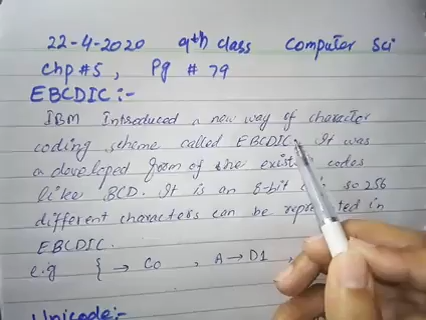 22-4-2020 9th class Computer Sci
Chp #5, Pg # 79
EBCDIC:-
IBM Introduced a new way of character
coding scheme called EBCDIC. It was
a developed form of the codes
like BCD. It is an 8-bit so 256
different characters can be in
EBCDIC.
e.g { → C0 , A → D1 ,
Unicode:-